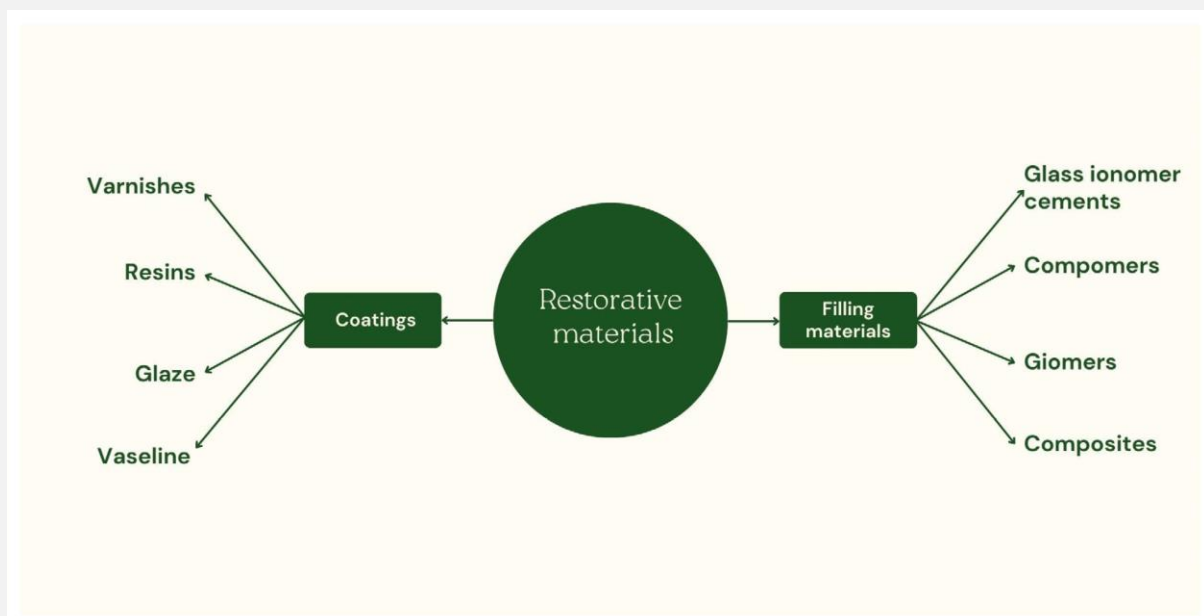 Varnishes
Resins
Glaze
Vaseline
Coatings
Restorative
materials
Filling
materials
Glass ionomer
cements
Compomers
Giomers
Composites